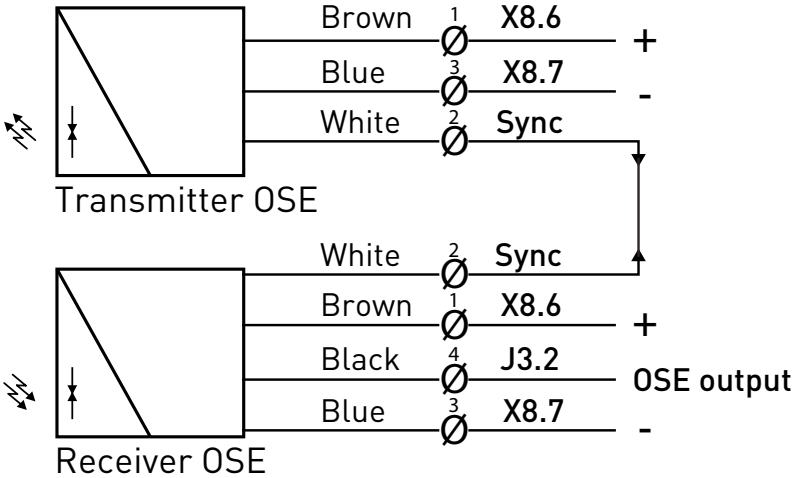 Brown 1 X8.6 +
Blue 3 X8.7 -
White 2 Sync
Transmitter OSE
White 2 Sync
Brown 1 X8.6 +
Black 4 J3.2 OSE output
Blue 3 X8.7 -
Receiver OSE